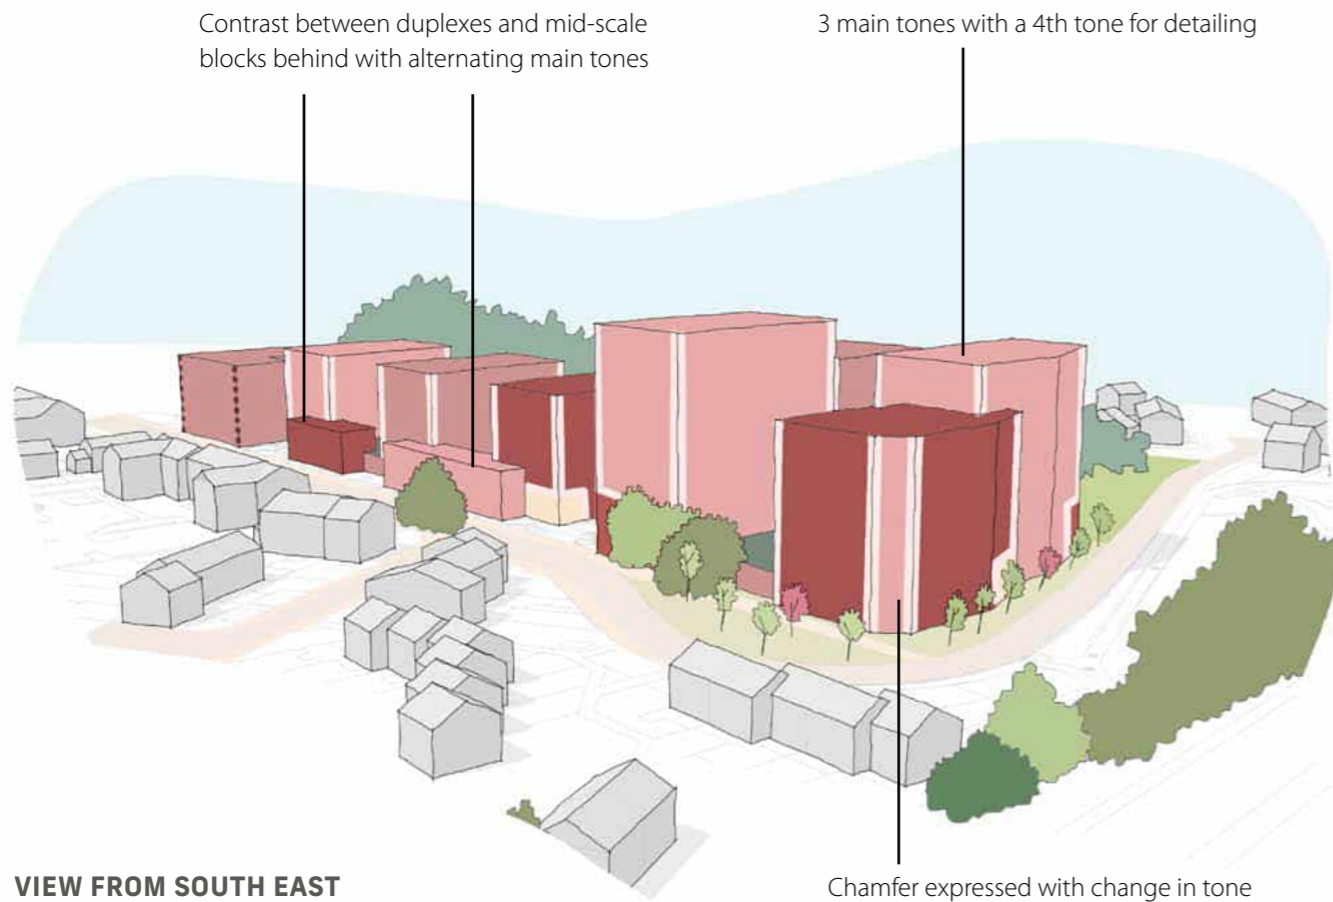 Contrast between duplexes and mid-scale
blocks behind with alternating main tones
3 main tones with a 4th tone for detailing
VIEW FROM SOUTH EAST
Chamfer expressed with change in tone